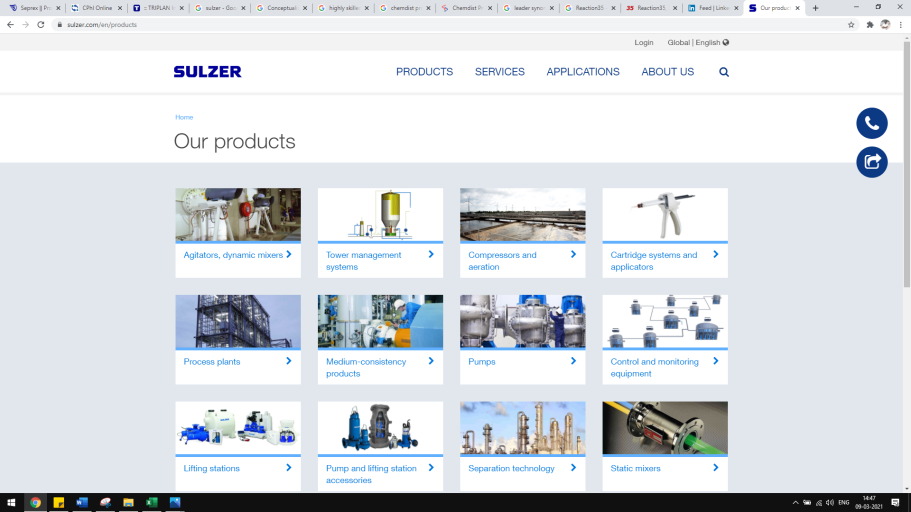 Seprex || Pro
CPhI Online
:: TRIPLAN
sulzer - Goo
Conceptual
highly skille
chemdist pr
Chemdist P
leader synot
Reaction35
Reaction35
Feed | Linke
Our produc
sulzer.com/en/products
Login Global | English
SULZER
PRODUCTS SERVICES APPLICATIONS ABOUT US
Home
Our products
Agitators, dynamic mixers
Tower management
systems
Compressors and
aeration
Cartridge systems and
applicators
Process plants
Medium-consistency
products
Pumps
Control and monitoring
equipment
Lifting stations
Pump and lifting station
accessories
Separation technology
Static mixers
ENG
14:47
09-03-2021